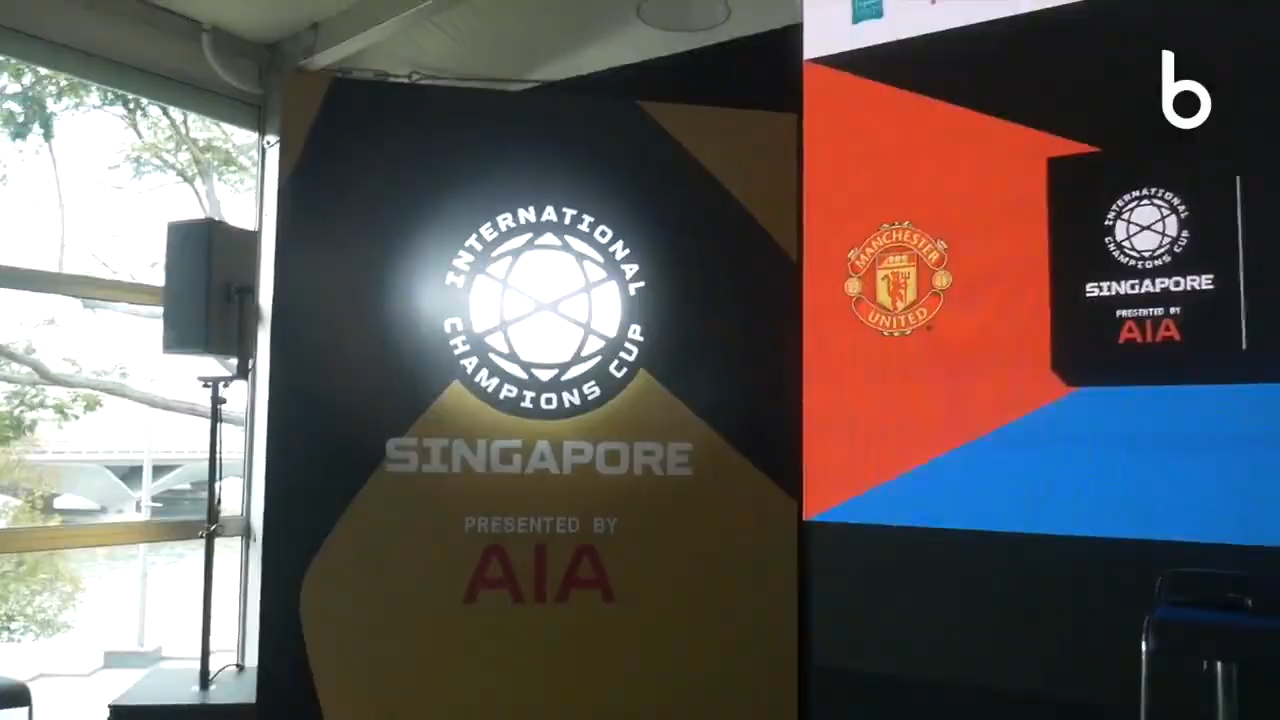 INTERNATIONAL
CHAMPIONS CUP
SINGAPORE
PRESENTED BY
AIA
MANCHESTER
UNITED
INTERNATIONAL
CHAMPIONS CUP
SINGAPORE
PRESENTED BY
AIA
b